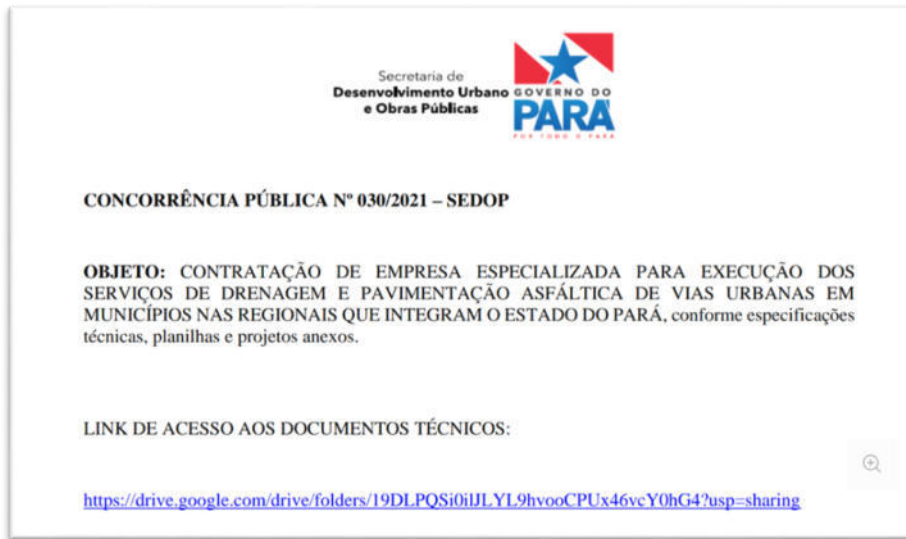 Secretaria de
Desenvolvimento Urbano
e Obras Públicas
GOVERNO DO
PARÁ
POR TODO O PARÁ
CONCORRÊNCIA PÚBLICA Nº 030/2021 – SEDOP
OBJETO: CONTRATAÇÃO DE EMPRESA ESPECIALIZADA PARA EXECUÇÃO DOS
SERVIÇOS DE DRENAGEM E PAVIMENTAÇÃO ASFÁLTICA DE VIAS URBANAS EM
MUNICÍPIOS NAS REGIONAIS QUE INTEGRAM O ESTADO DO PARÁ, conforme especificações
técnicas, planilhas e projetos anexos.
LINK DE ACESSO AOS DOCUMENTOS TÉCNICOS:
https://drive.google.com/drive/folders/19DLPQSi0ilJLYL9hvooCPUx46vcY0hG4?usp=sharing